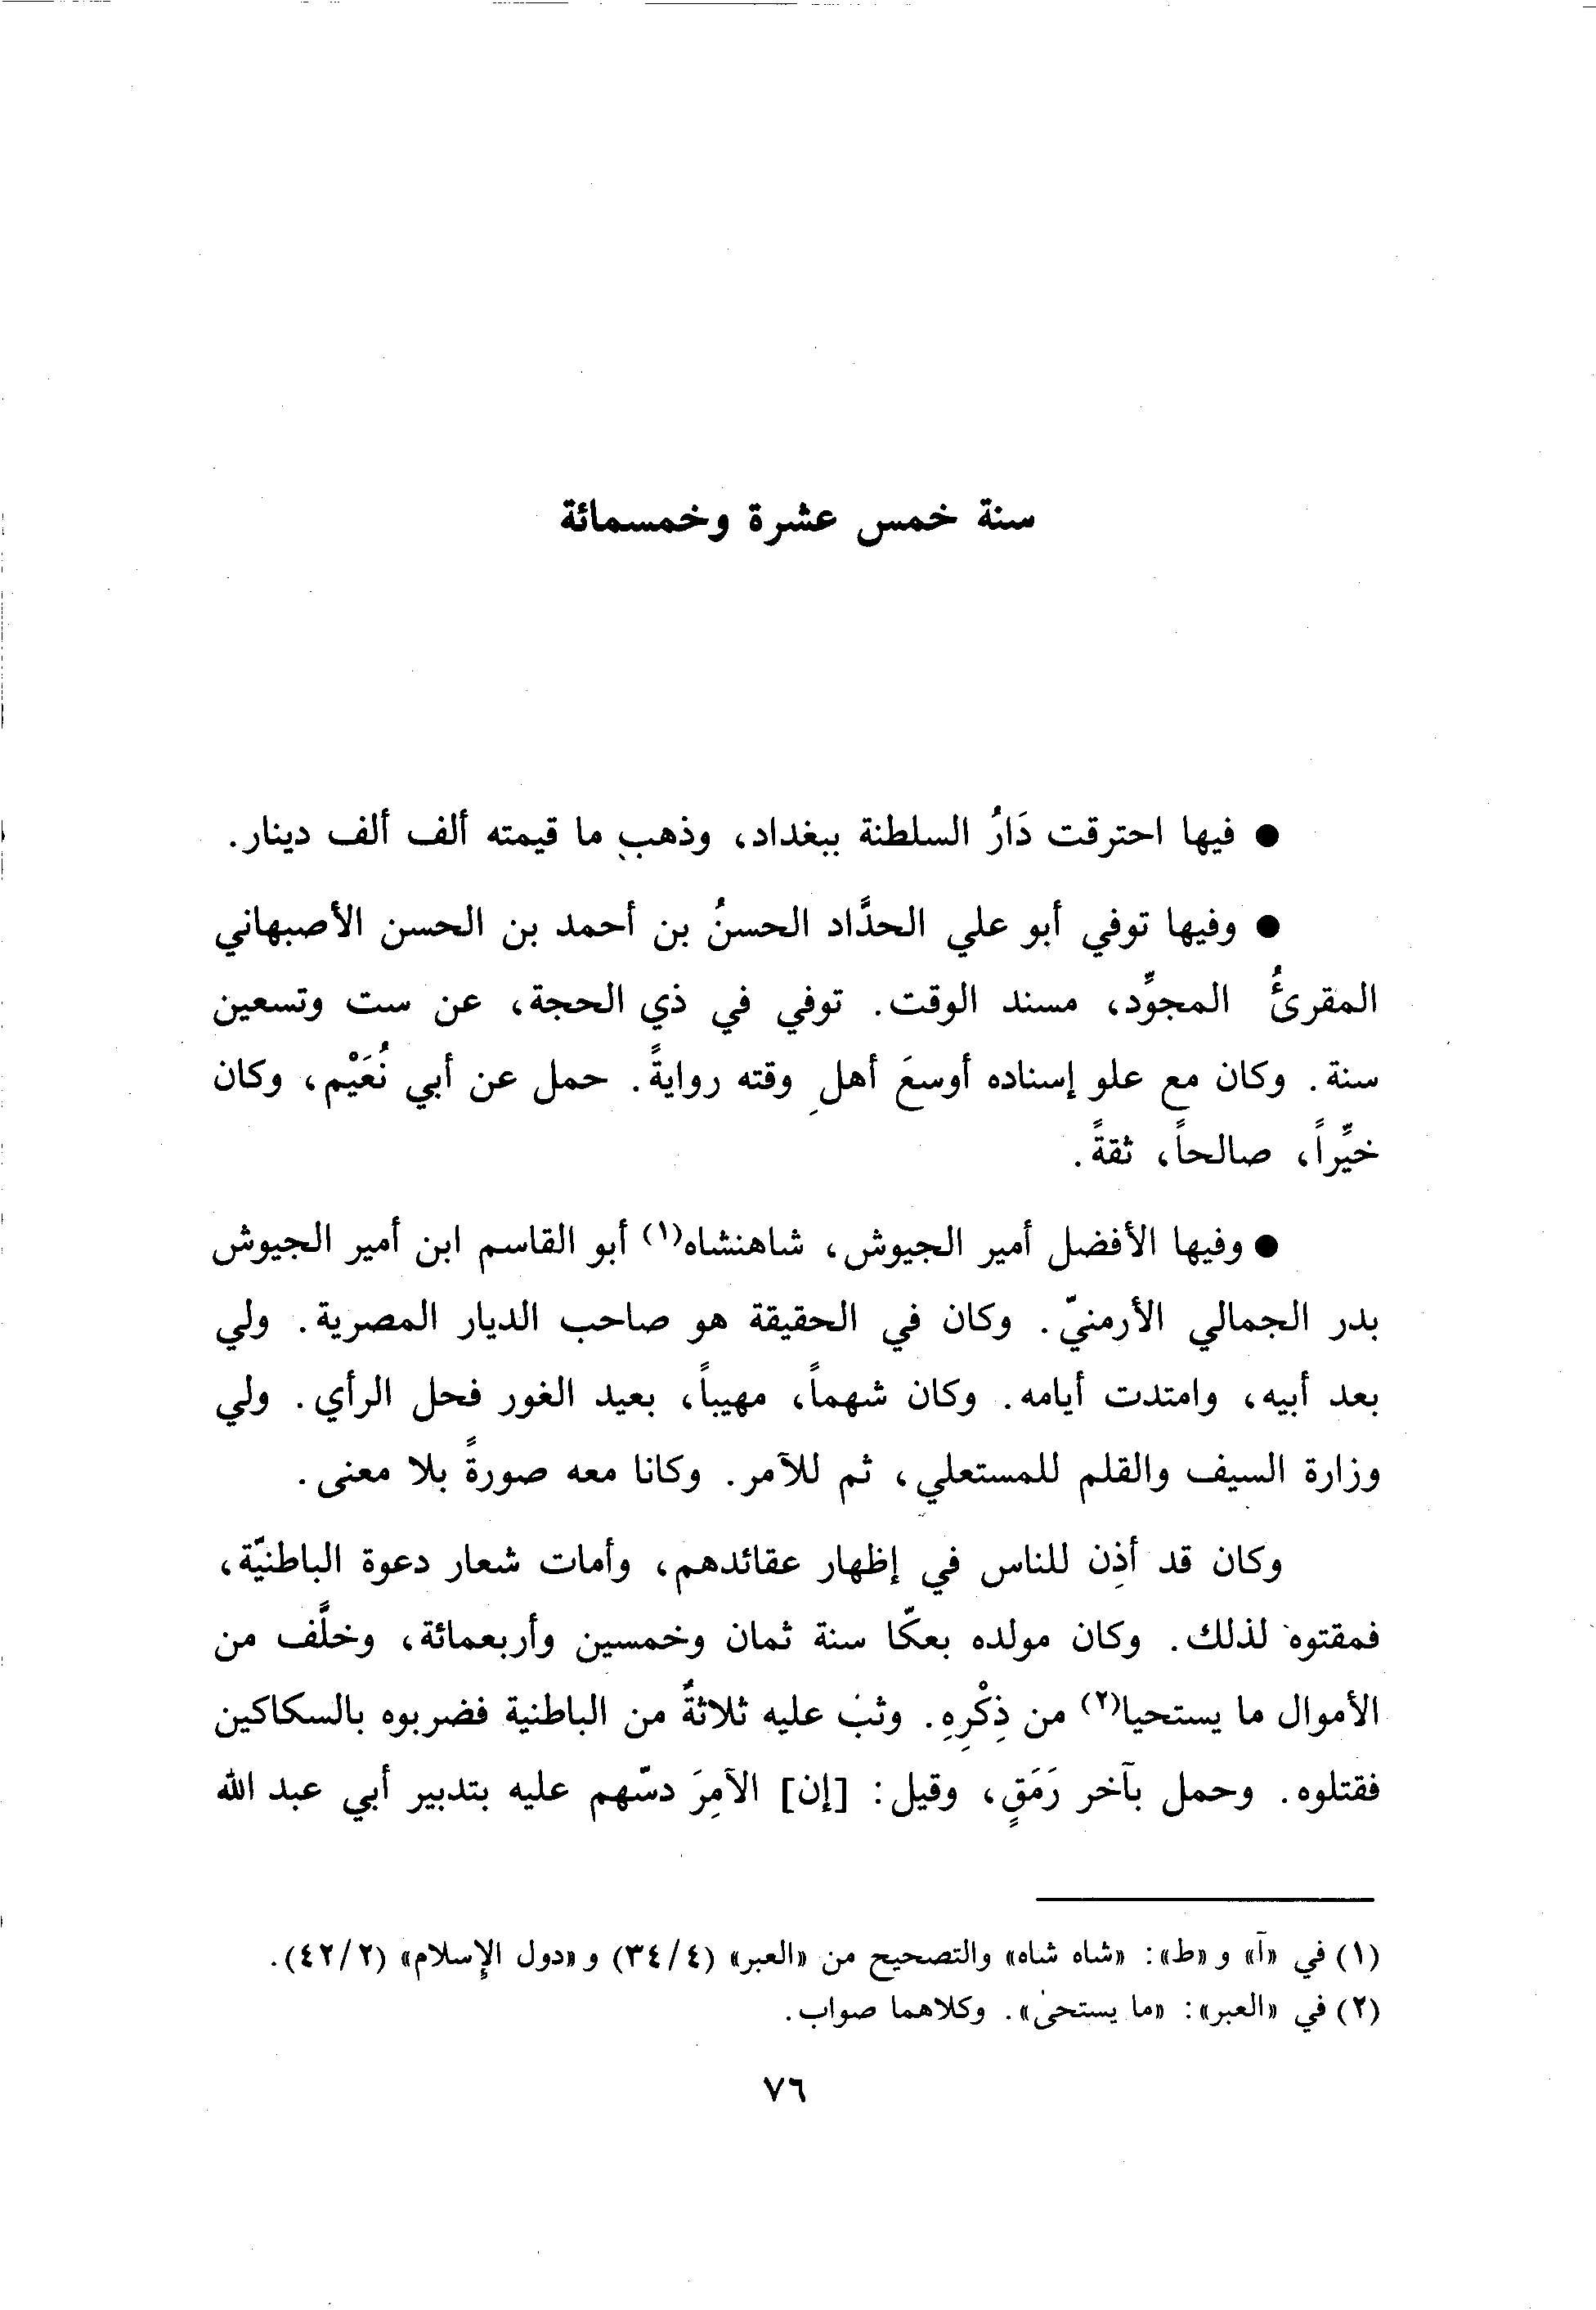 سنة خمس عشرة وخمسمائة
● فيها احترقت دَارُ السلطنة ببغداد، وذهب ما قيمته ألف ألف دينار.
● وفيها توفي أبو علي الحدَّاد الحسنُ بن أحمد بن الحسن الأصبهاني
المقرئُ المجوِّد، مسند الوقت. توفي في ذي الحجة، عن ست وتسعين
سنة. وكان مع علو إسناده أوسعَ أهلِ وقته روايةً. حمل عن أبي نُعَيْم، وكان
خيِّراً، صالحاً، ثقةً.
● وفيها الأفضل أمير الجيوش، شاهنشاه(١) أبو القاسم ابن أمير الجيوش
بدر الجمالي الأرمنيّ. وكان في الحقيقة هو صاحب الديار المصرية. ولي
بعد أبيه، وامتدت أيامه. وكان شهماً، مهيباً، بعيد الغور فحل الرأي. ولي
وزارة السيف والقلم للمستعلي، ثم للآمر. وكانا معه صورةً بلا معنى.
وكان قد أذِن للناس في إظهار عقائدهم، وأمات شعار دعوة الباطنيّة،
فمقتوه لذلك. وكان مولده بعكّا سنة ثمان وخمسين وأربعمائة، وخلَّف من
الأموال ما يستحيا(٢) من ذِكْرِهِ. وثب عليه ثلاثةٌ من الباطنية فضربوه بالسكاكين
فقتلوه. وحمل بآخر رَمَقٍ، وقيل: [إن] الآمِرَ دسّهم عليه بتدبير أبي عبد الله
(١) في «آ» و «ط»: «شاه شاه» والتصحيح من «العبر» (٣٤/٤) و «دول الإسلام» (٤٢/٢).
(٢) في «العبر»: «ما يستحىٰ». وكلاهما صواب.
٧٦